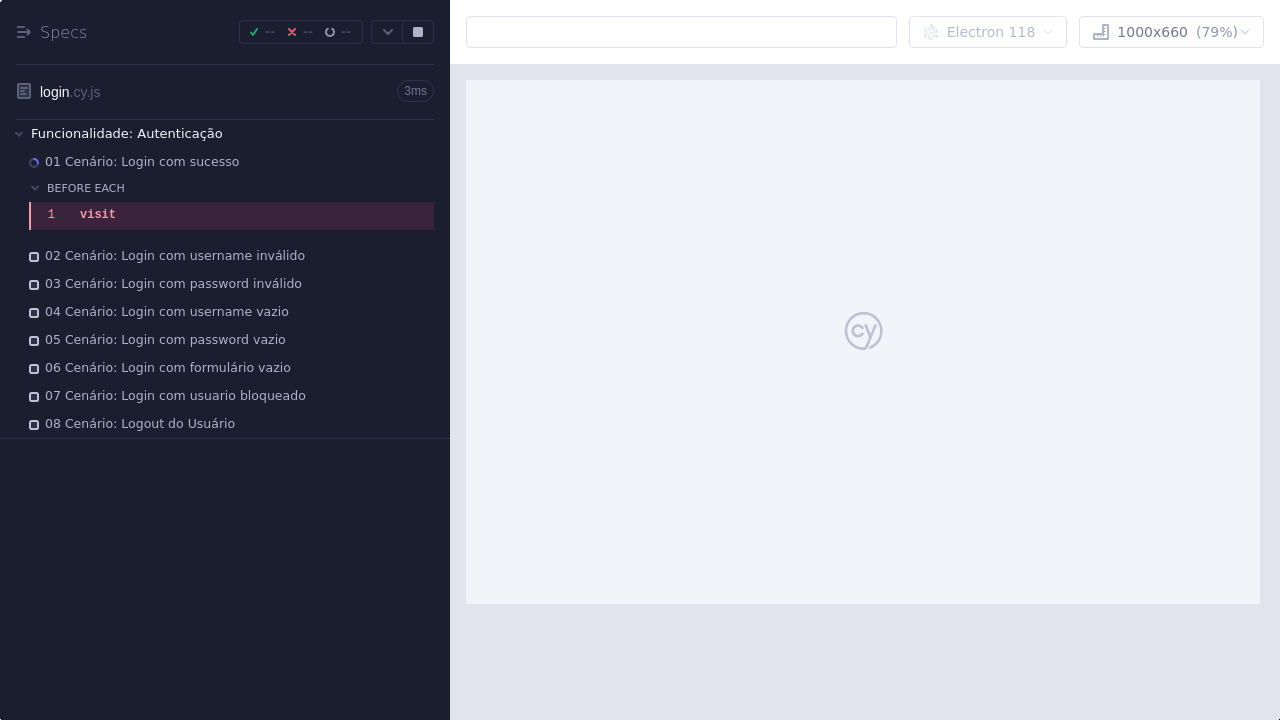 Specs -- -- --
Electron 118
1000x660 (79%)
login.cy.js 3ms
Funcionalidade: Autenticação
01 Cenário: Login com sucesso
BEFORE EACH
1 visit
02 Cenário: Login com username inválido
03 Cenário: Login com password inválido
04 Cenário: Login com username vazio
05 Cenário: Login com password vazio
06 Cenário: Login com formulário vazio
07 Cenário: Login com usuario bloqueado
08 Cenário: Logout do Usuário
cy